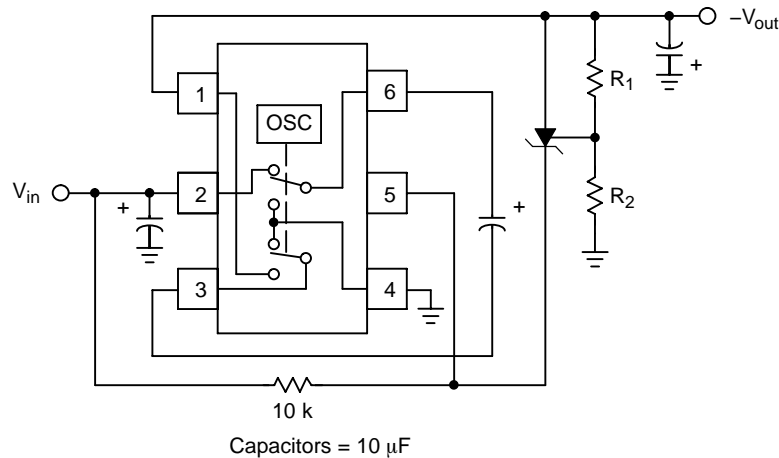 –Vout
+
R1
1
6
OSC
Vin
2
5
+
+
R2
3
4
10 k
Capacitors = 10 μF